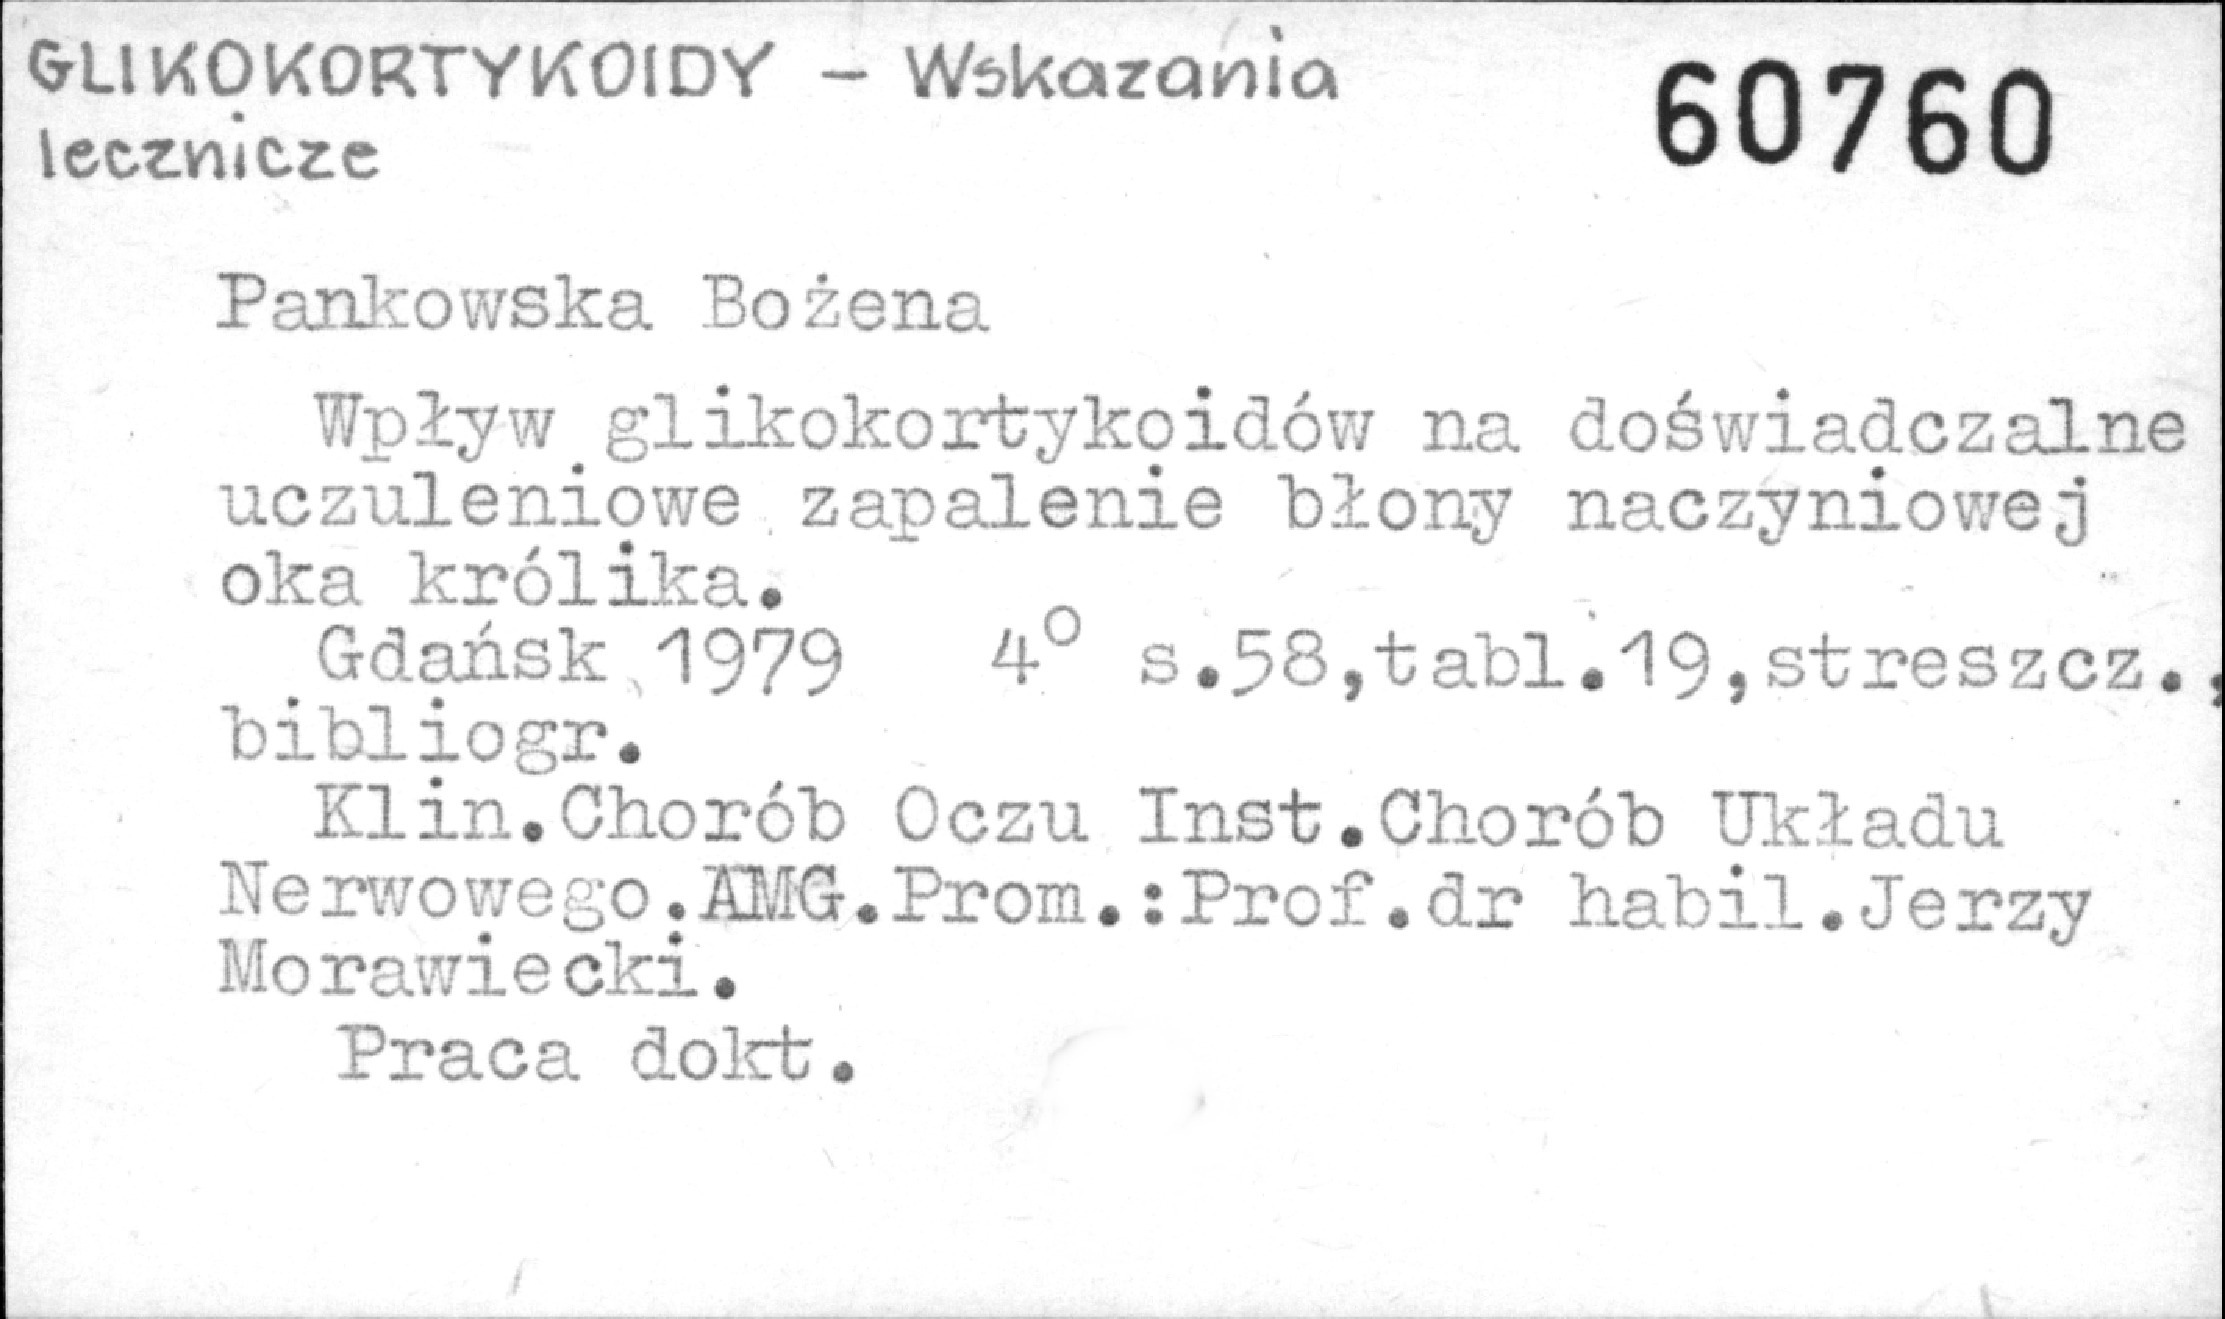 GLIKOKORTYKOIDY - Wskazania
lecznicze
60760
Pankowska Bożena
Wpływ glikokortykoidów na doświadczalne
uczuleniowe zapalenie błony naczyniowej
oka królika.
Gdańsk 1979 4° s.58,tabl.19,streszcz.,
bibliogr.
Klin.Chorób Oczu Inst.Chorób Układu
Nerwowego.AMG.Prom.:Prof.dr habil.Jerzy
Morawiecki.
Praca dokt.